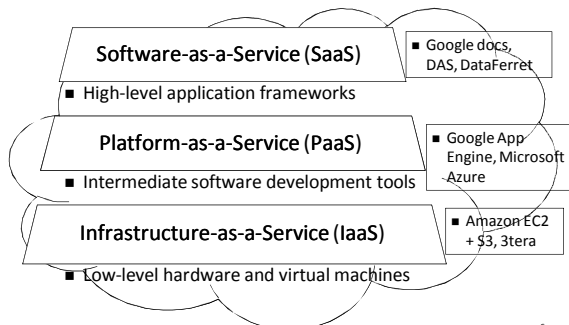 Software-as-a-Service (SaaS)
■ Google docs,
DAS, DataFerret
■ High-level application frameworks
Platform-as-a-Service (PaaS)
■ Google App
Engine, Microsoft
Azure
■ Intermediate software development tools
Infrastructure-as-a-Service (IaaS)
■ Amazon EC2
+ S3, 3tera
■ Low-level hardware and virtual machines